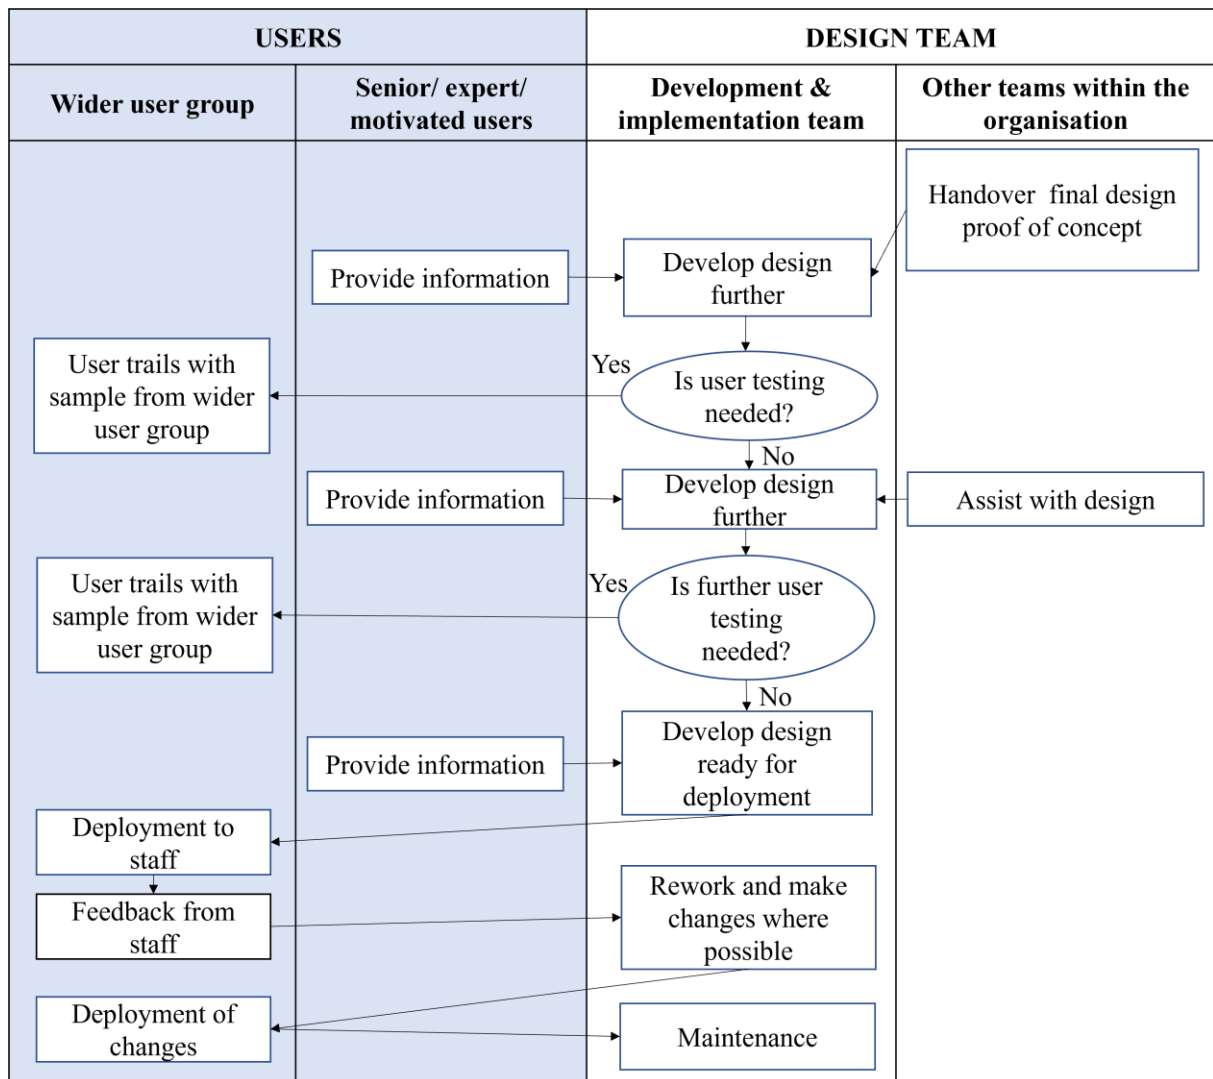 USERS
DESIGN TEAM
Wider user group
Senior/ expert/
motivated users
Development &
implementation team
Other teams within the
organisation
Handover  final design
proof of concept
Provide information
Develop design
further
User trails with
sample from wider
user group
Yes
Is user testing
needed?
No
Provide information
Develop design
further
Assist with design
User trails with
sample from wider
user group
Yes
Is further user
testing
needed?
No
Provide information
Develop design
ready for
deployment
Deployment to
staff
Feedback from
staff
Rework and make
changes where
possible
Deployment of
changes
Maintenance